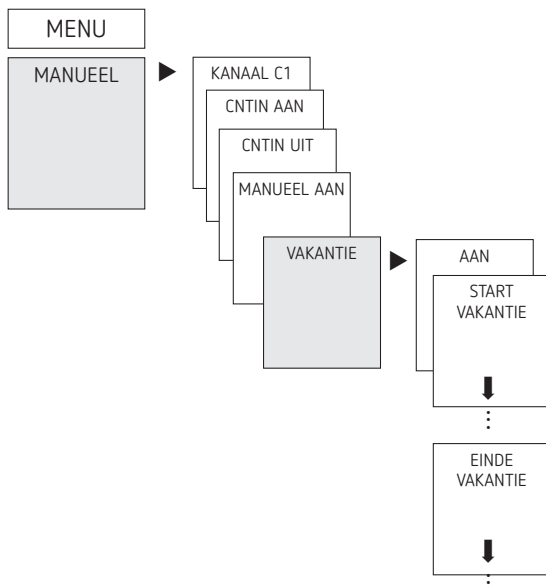 MENU
MANUEEL
KANAAL C1
CNTIN AAN
CNTIN UIT
MANUEEL AAN
VAKANTIE
AAN
START
VAKANTIE
EINDE
VAKANTIE